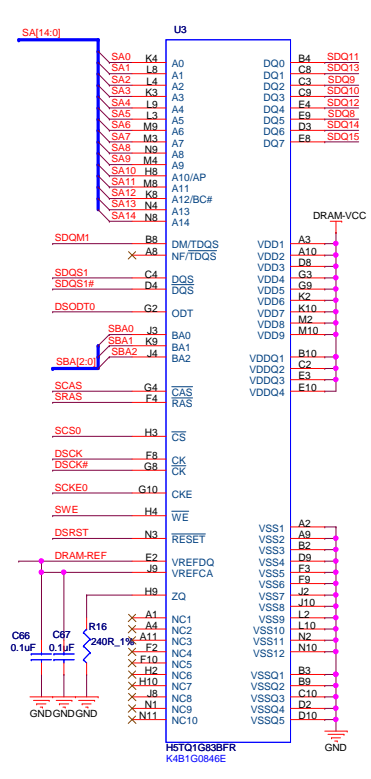 U3
SA[14:0]
SA0 K4 A0 DQ0 B4 SDQ11
SA1 L8 A1 DQ1 C8 SDQ13
SA2 L4 A2 DQ2 C3 SDQ9
SA3 K3 A3 DQ3 C9 SDQ10
SA4 L9 A4 DQ4 E4 SDQ12
SA5 L3 A5 DQ5 E9 SDQ8
SA6 M9 A6 DQ6 D3 SDQ14
SA7 M3 A7 DQ7 E8 SDQ15
SA8 N9 A8
SA9 M4 A9
SA10 H8 A10/AP
SA11 M8 A11
SA12 K8 A12/BC#
SA13 N4 A13
SA14 N8 A14
DRAM-VCC
SDQM1 B8 DM/TDQS VDD1 A3
A8 NF/TDQS VDD2 A10
VDD3 D8
SDQS1 C4 DQS VDD4 G3
SDQS1# D4 DQS VDD5 G9
VDD6 K2
DSODT0 G2 ODT VDD7 K10
VDD8 M2
SBA0 J3 BA0 VDD9 M10
SBA1 K9 BA1
SBA2 J4 BA2 VDDQ1 B10
SBA[2:0] VDDQ2 C2
VDDQ3 E3
SCAS G4 CAS VDDQ4 E10
SRAS F4 RAS
SCS0 H3 CS
DSCK F8 CK
DSCK# G8 CK
SCKE0 G10 CKE
SWE H4 WE
VSS1 A2
DSRST N3 RESET VSS2 A9
VSS3 B2
DRAM-REF E2 VREFDQ VSS4 D9
J9 VREFCA VSS5 F3
VSS6 F9
H9 ZQ VSS7 J2
VSS8 J10
A1 NC1 VSS9 L2
A4 NC2 VSS10 L10
A11 NC3 VSS11 N2
F2 NC4 VSS12 N10
F10 NC5
H2 NC6 VSSQ1 B3
H10 NC7 VSSQ2 B9
J8 NC8 VSSQ3 C10
N1 NC9 VSSQ4 D2
N11 NC10 VSSQ5 D10
C66
0.1uF
C67
0.1uF
R16
240R_1%
GND GND GND
GND
H5TQ1G83BFR
K4B1G0846E